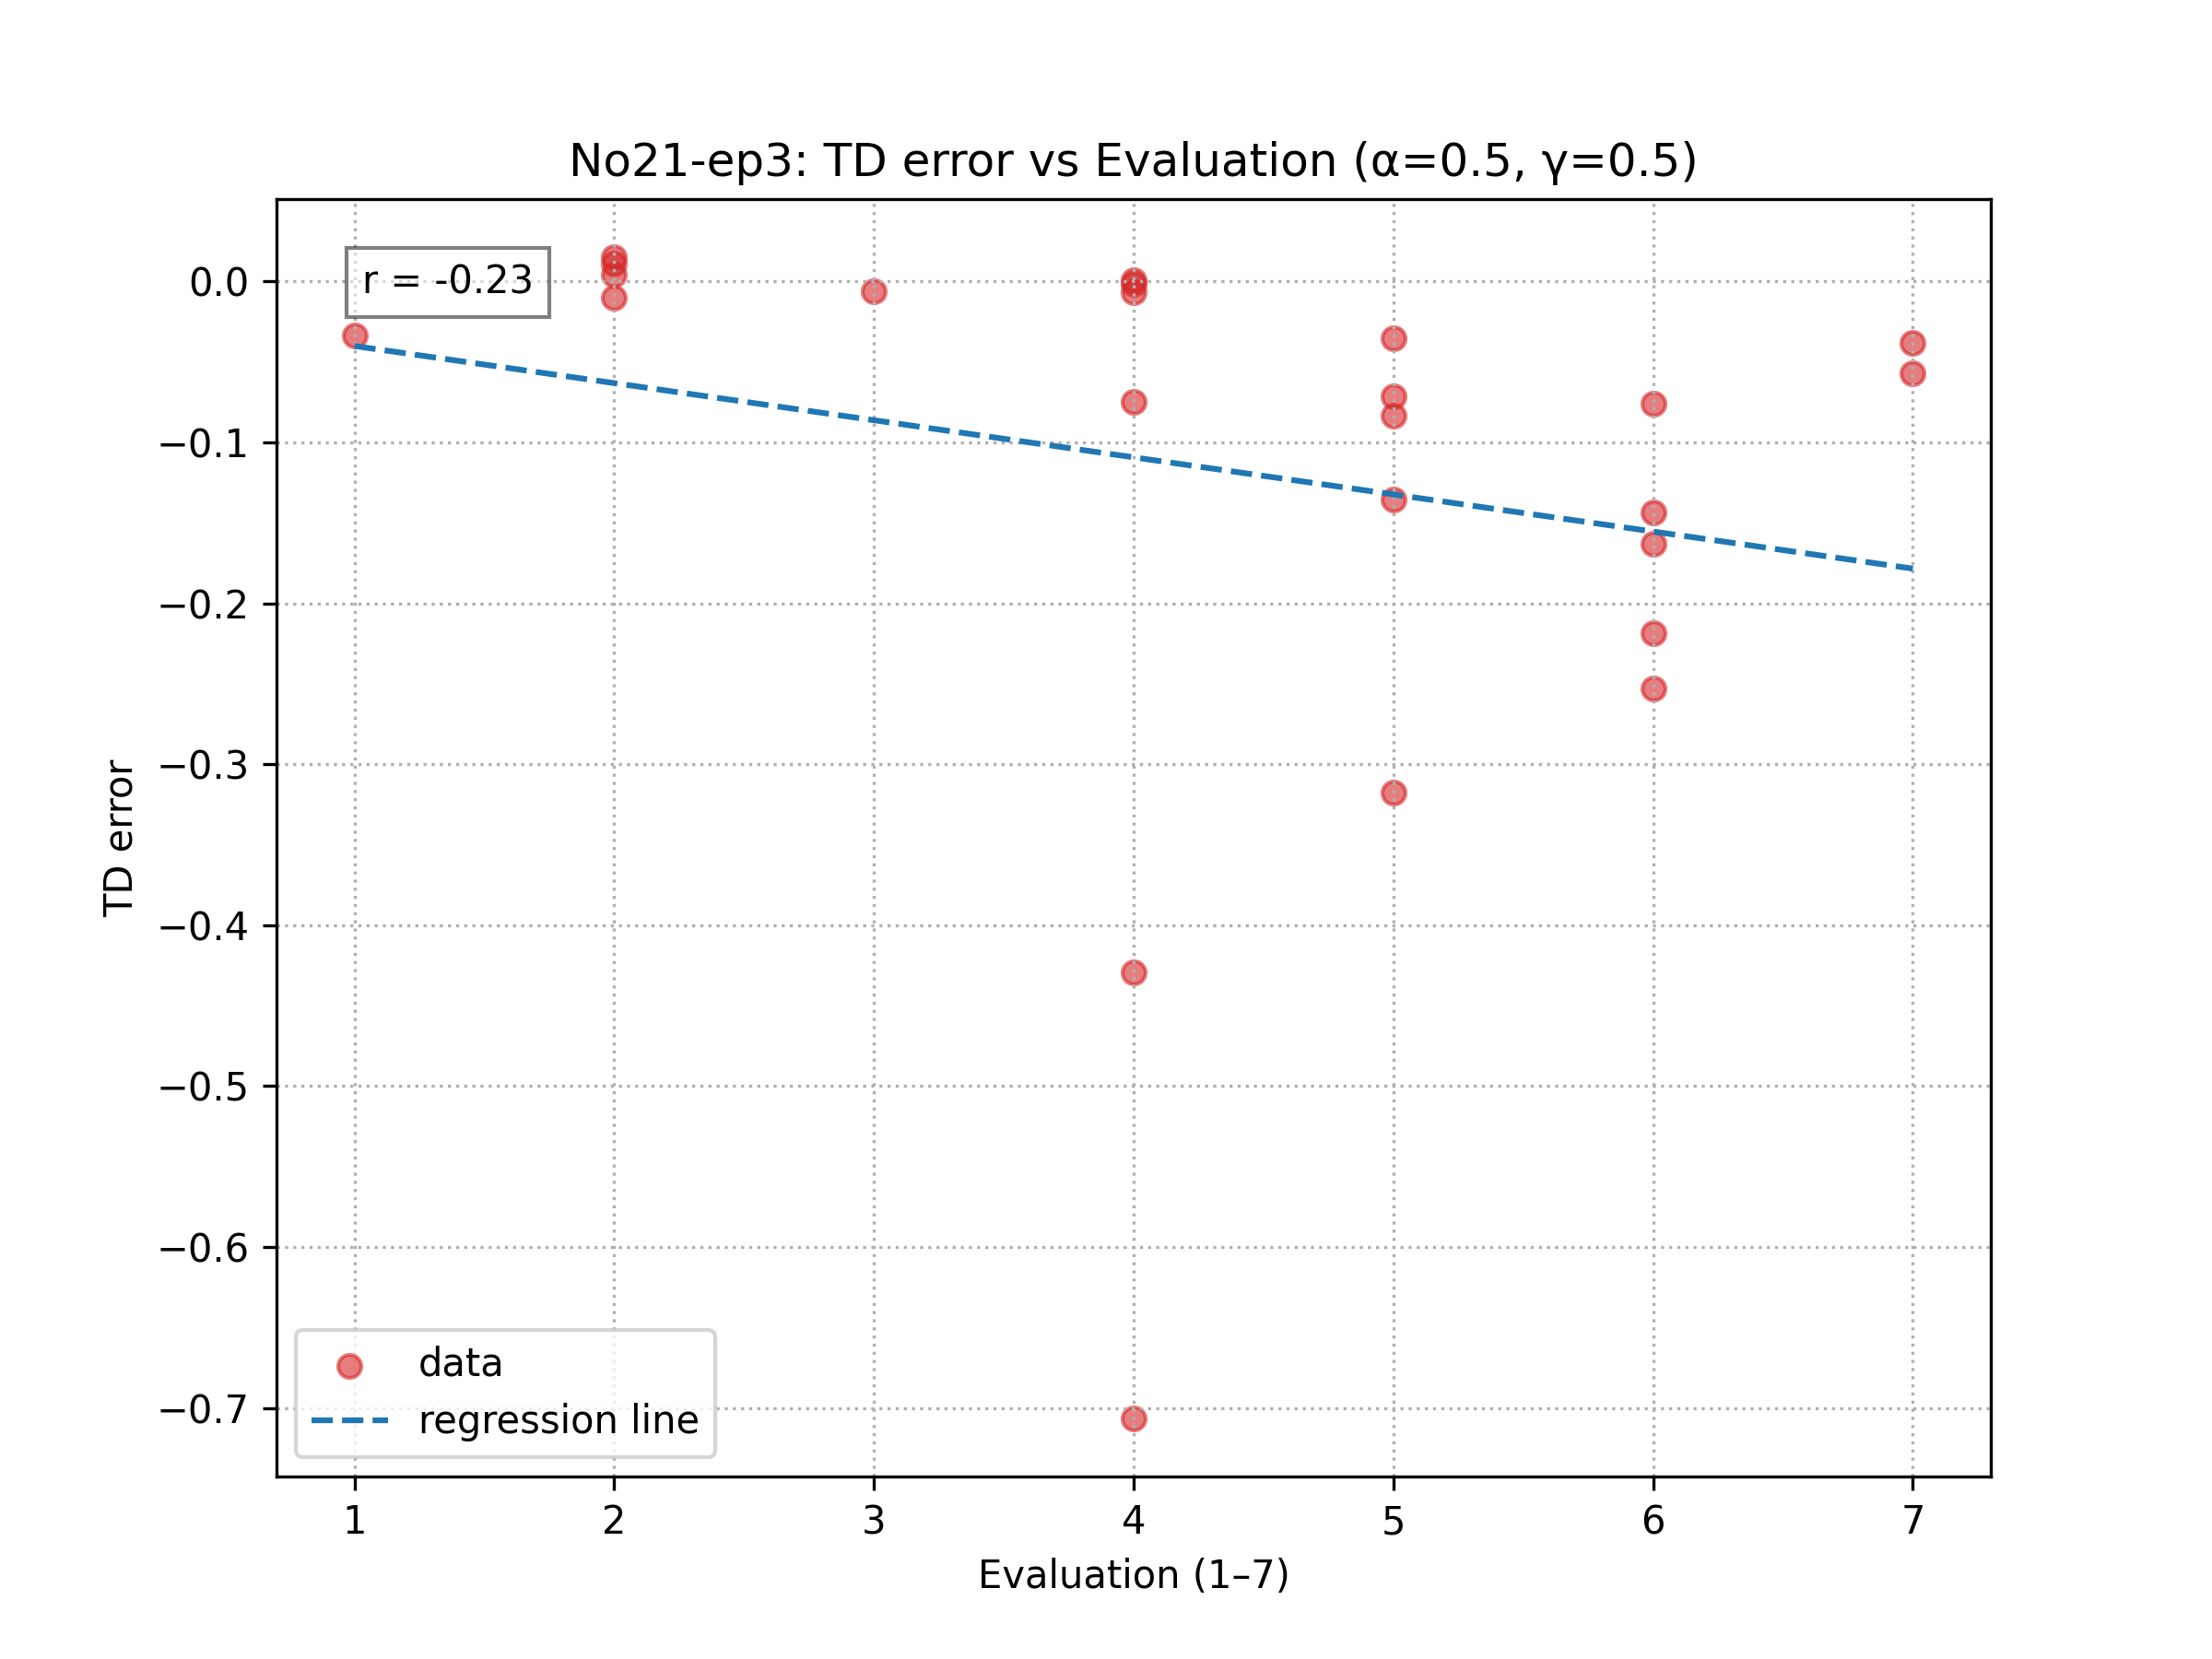 No21-ep3: TD error vs Evaluation (α=0.5, γ=0.5)
r = -0.23
0.0
−0.1
−0.2
−0.3
−0.4
−0.5
−0.6
−0.7
TD error
data
regression line
1 2 3 4 5 6 7
Evaluation (1–7)